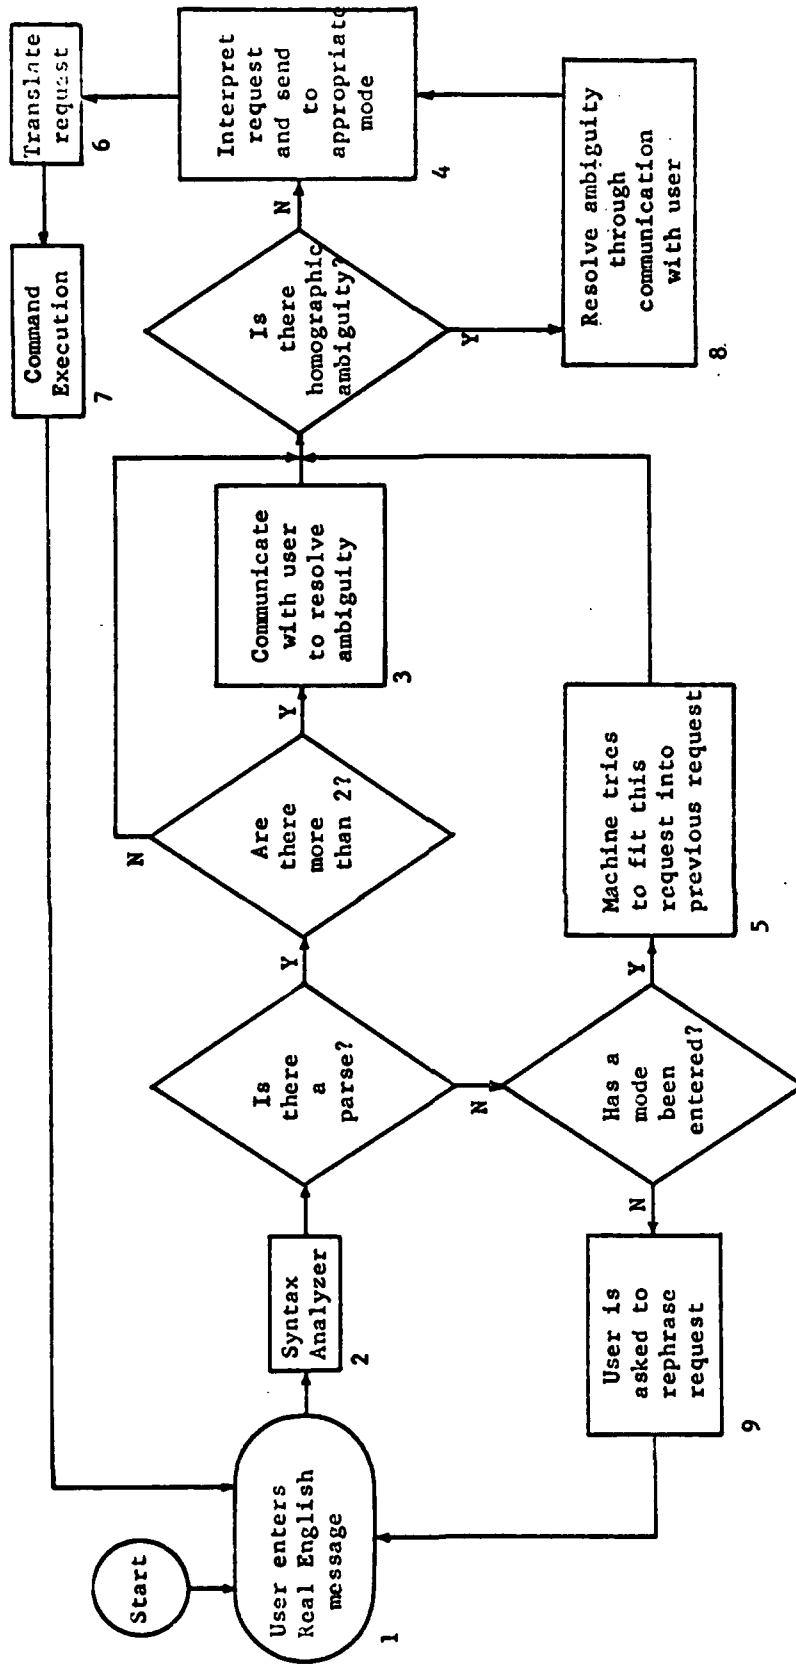 Start
User enters
Real English
message
1
Syntax
Analyzer
2
Is
there
a
parse?
Y
N
Are
there
more
than 2?
N
Y
Communicate
with user
to resolve
ambiguity
3
Is
there
homographic
ambiguity?
N
Y
Interpret
request
and send
to
appropriate
mode
4
Translate
request
6
Command
Execution
7
Resolve ambiguity
through
communication
with user
8
Has a
mode
been
entered?
Y
N
Machine tries
to fit this
request into
previous request
5
User is
asked to
rephrase
request
9